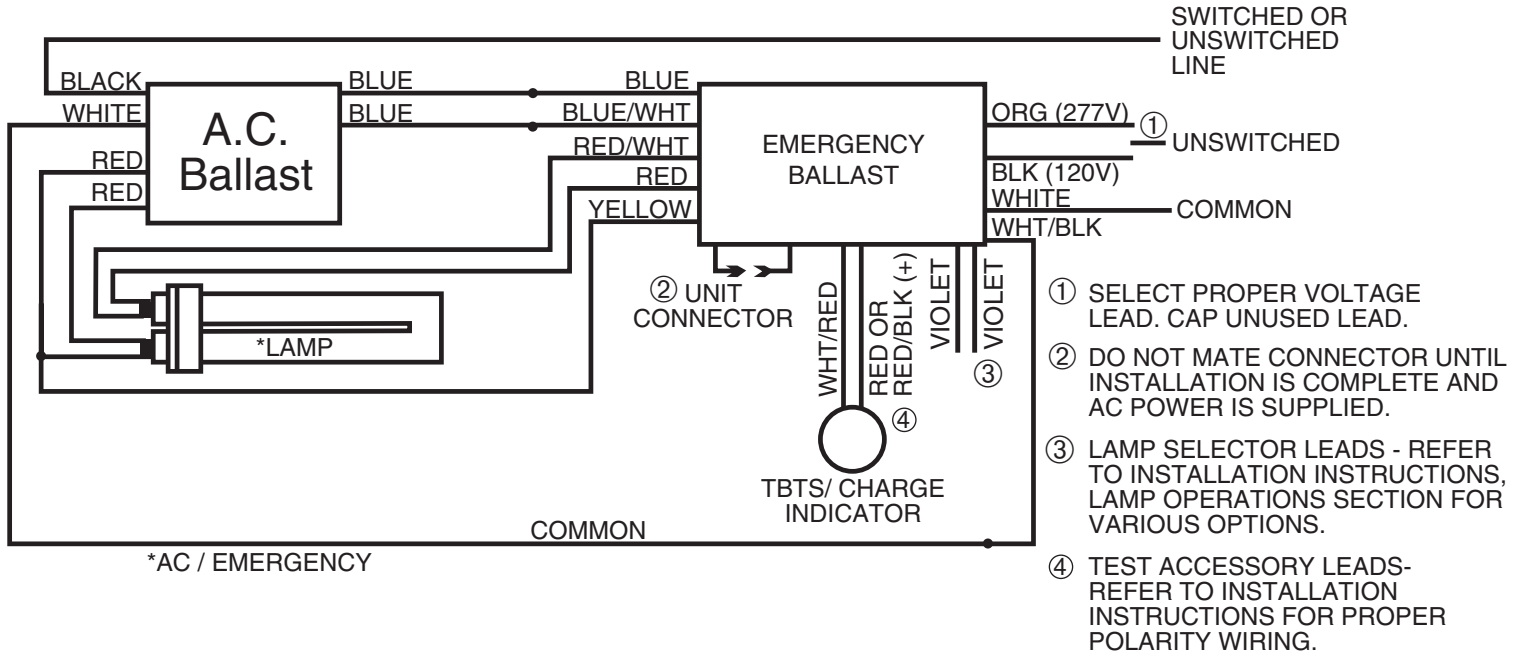 SWITCHED OR
UNSWITCHED
LINE
BLACK
WHITE
RED
RED
A.C.
Ballast
BLUE
BLUE
BLUE
BLUE/WHT
RED/WHT
RED
YELLOW
EMERGENCY
BALLAST
ORG (277V)
①
UNSWITCHED
BLK (120V)
WHITE
COMMON
WHT/BLK
*LAMP
② UNIT
CONNECTOR
WHT/RED
RED OR
RED/BLK (+)
VIOLET
VIOLET
③
④
TBTS/ CHARGE
INDICATOR
COMMON
*AC / EMERGENCY
① SELECT PROPER VOLTAGE
LEAD. CAP UNUSED LEAD.
② DO NOT MATE CONNECTOR UNTIL
INSTALLATION IS COMPLETE AND
AC POWER IS SUPPLIED.
③ LAMP SELECTOR LEADS - REFER
TO INSTALLATION INSTRUCTIONS,
LAMP OPERATIONS SECTION FOR
VARIOUS OPTIONS.
④ TEST ACCESSORY LEADS-
REFER TO INSTALLATION
INSTRUCTIONS FOR PROPER
POLARITY WIRING.